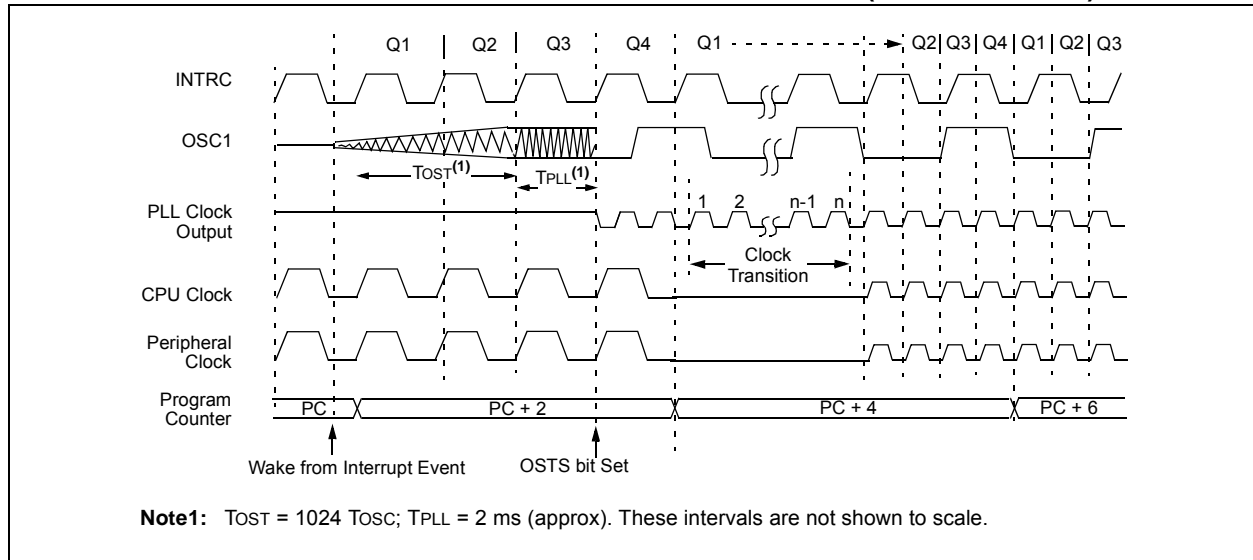 Q1 Q2 Q3 Q4 Q1 Q2 Q3 Q4 Q1 Q2 Q3
INTRC
OSC1
TOST(1) TPLL(1)
1 2 n-1 n
PLL Clock
Output
Clock
Transition
CPU Clock
Peripheral
Clock
Program
Counter
PC PC + 2 PC + 4 PC + 6
Wake from Interrupt Event OSTS bit Set
Note1: TOST = 1024 TOSC; TPLL = 2 ms (approx). These intervals are not shown to scale.